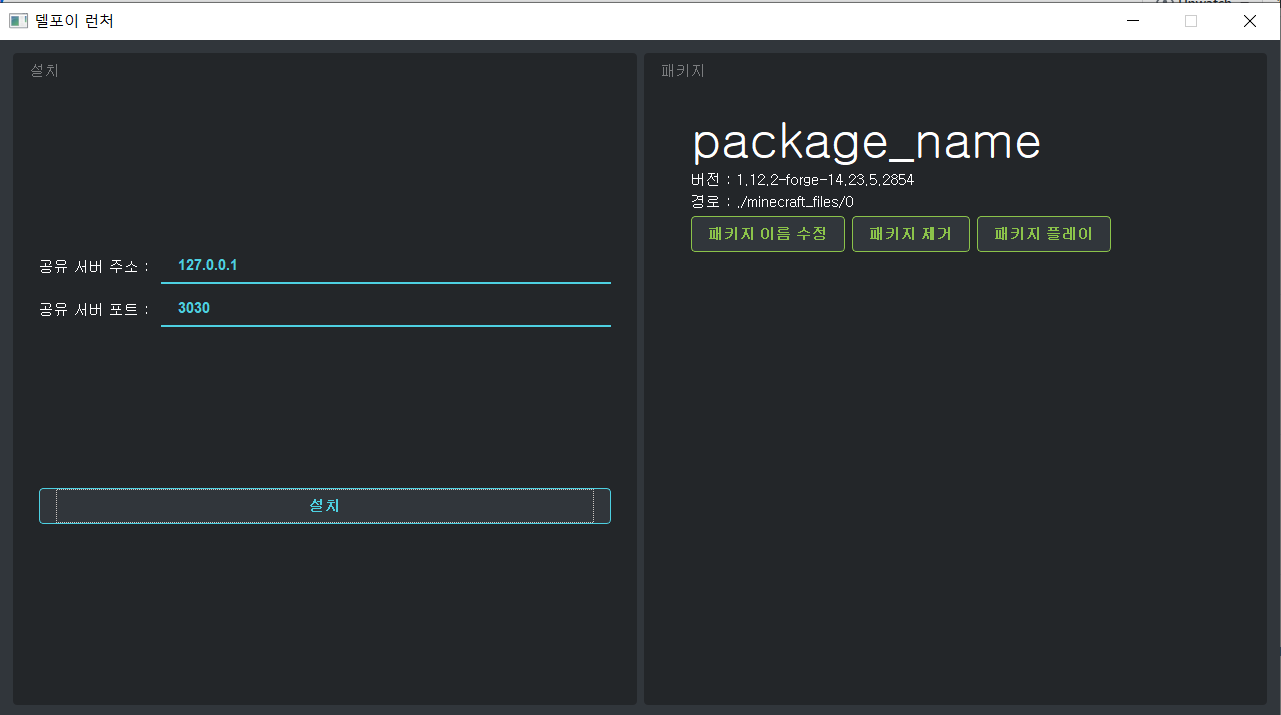 델포이 런처
설치
공유 서버 주소 : 127.0.0.1
공유 서버 포트 : 3030
설치
패키지
package_name
버전 : 1.12.2-forge-14.23.5.2854
경로 : ./minecraft_files/0
패키지 이름 수정 패키지 제거 패키지 플레이